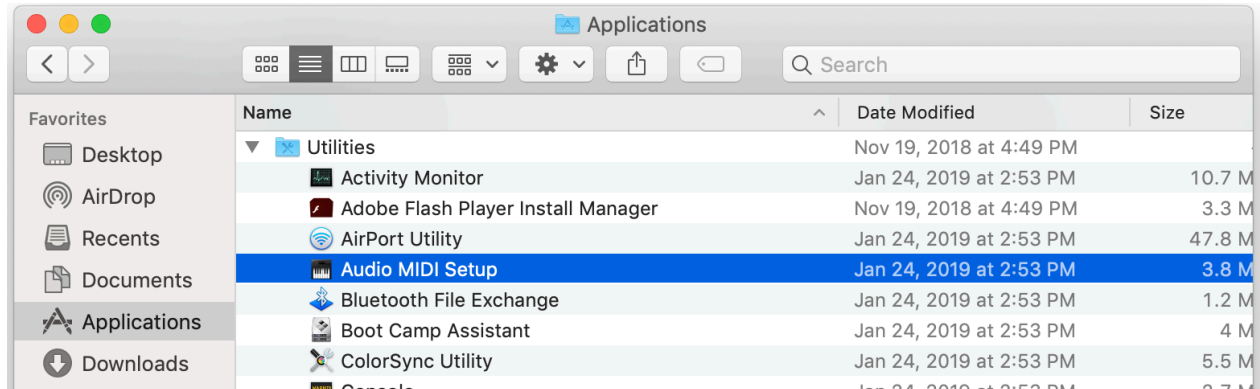 Applications
Search
Favorites
Desktop
AirDrop
Recents
Documents
Applications
Downloads
Name Date Modified Size
Utilities Nov 19, 2018 at 4:49 PM
Activity Monitor Jan 24, 2019 at 2:53 PM 10.7 M
Adobe Flash Player Install Manager Nov 19, 2018 at 4:49 PM 3.3 M
AirPort Utility Jan 24, 2019 at 2:53 PM 47.8 M
Audio MIDI Setup Jan 24, 2019 at 2:53 PM 3.8 M
Bluetooth File Exchange Jan 24, 2019 at 2:53 PM 1.2 M
Boot Camp Assistant Jan 24, 2019 at 2:53 PM 4 M
ColorSync Utility Jan 24, 2019 at 2:53 PM 5.5 M